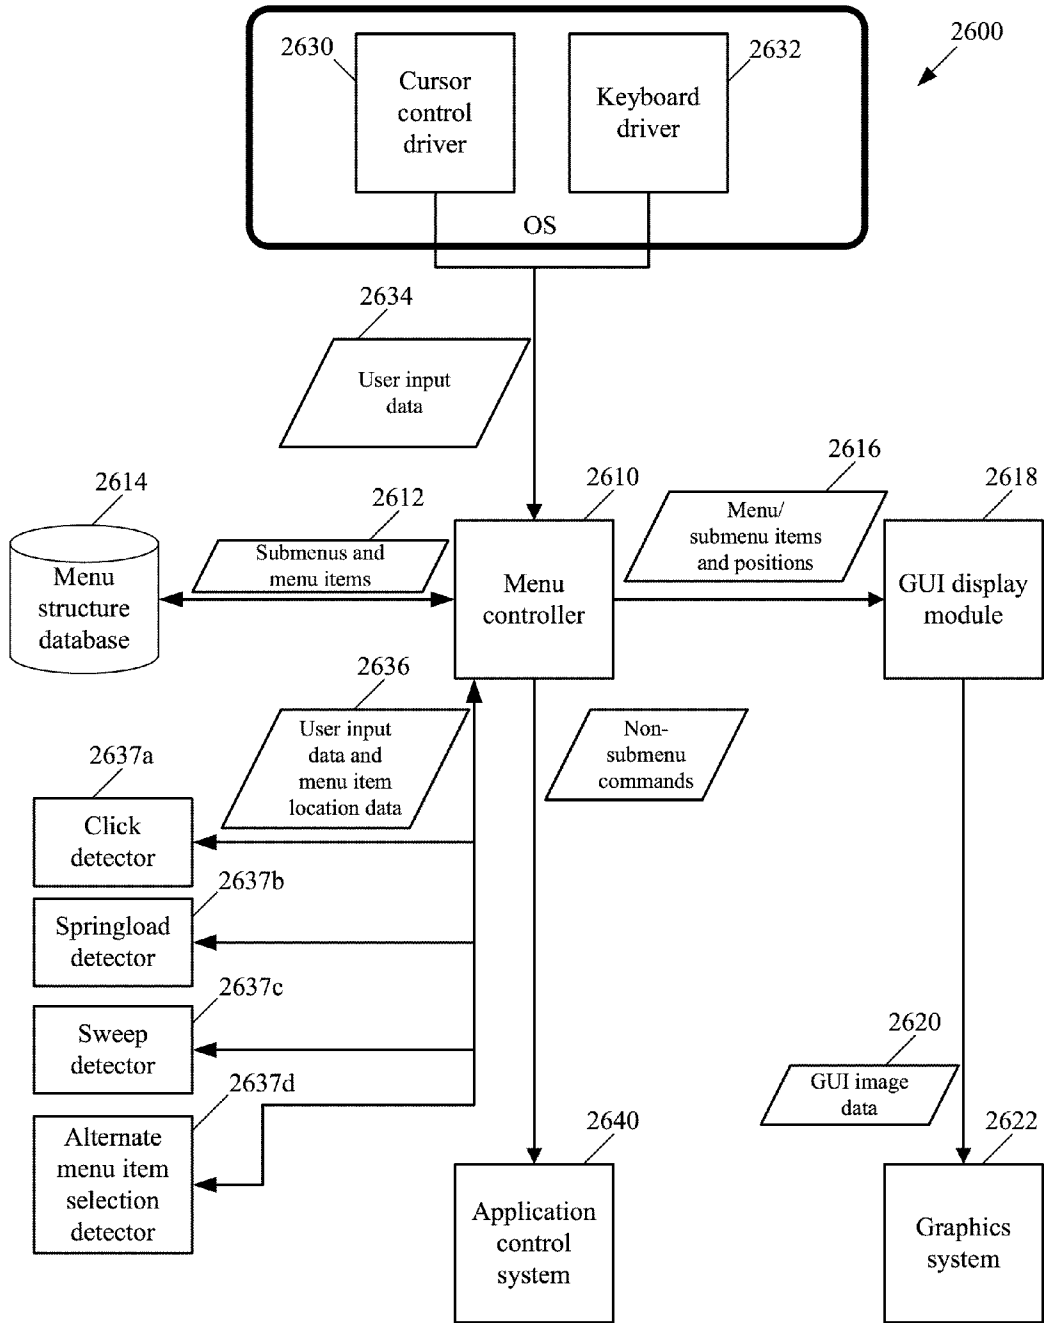 2600
2630
2632
Cursor
control
driver
Keyboard
driver
OS
2634
User input
data
2614
2612
2610
2616
2618
Menu
structure
database
Submenus and
menu items
Menu
controller
Menu/
submenu items
and positions
GUI display
module
2636
User input
data and
menu item
location data
Non-
submenu
commands
2637a
Click
detector
2637b
Springload
detector
2637c
Sweep
detector
2637d
Alternate
menu item
selection
detector
2620
GUI image
data
2640
Application
control
system
2622
Graphics
system